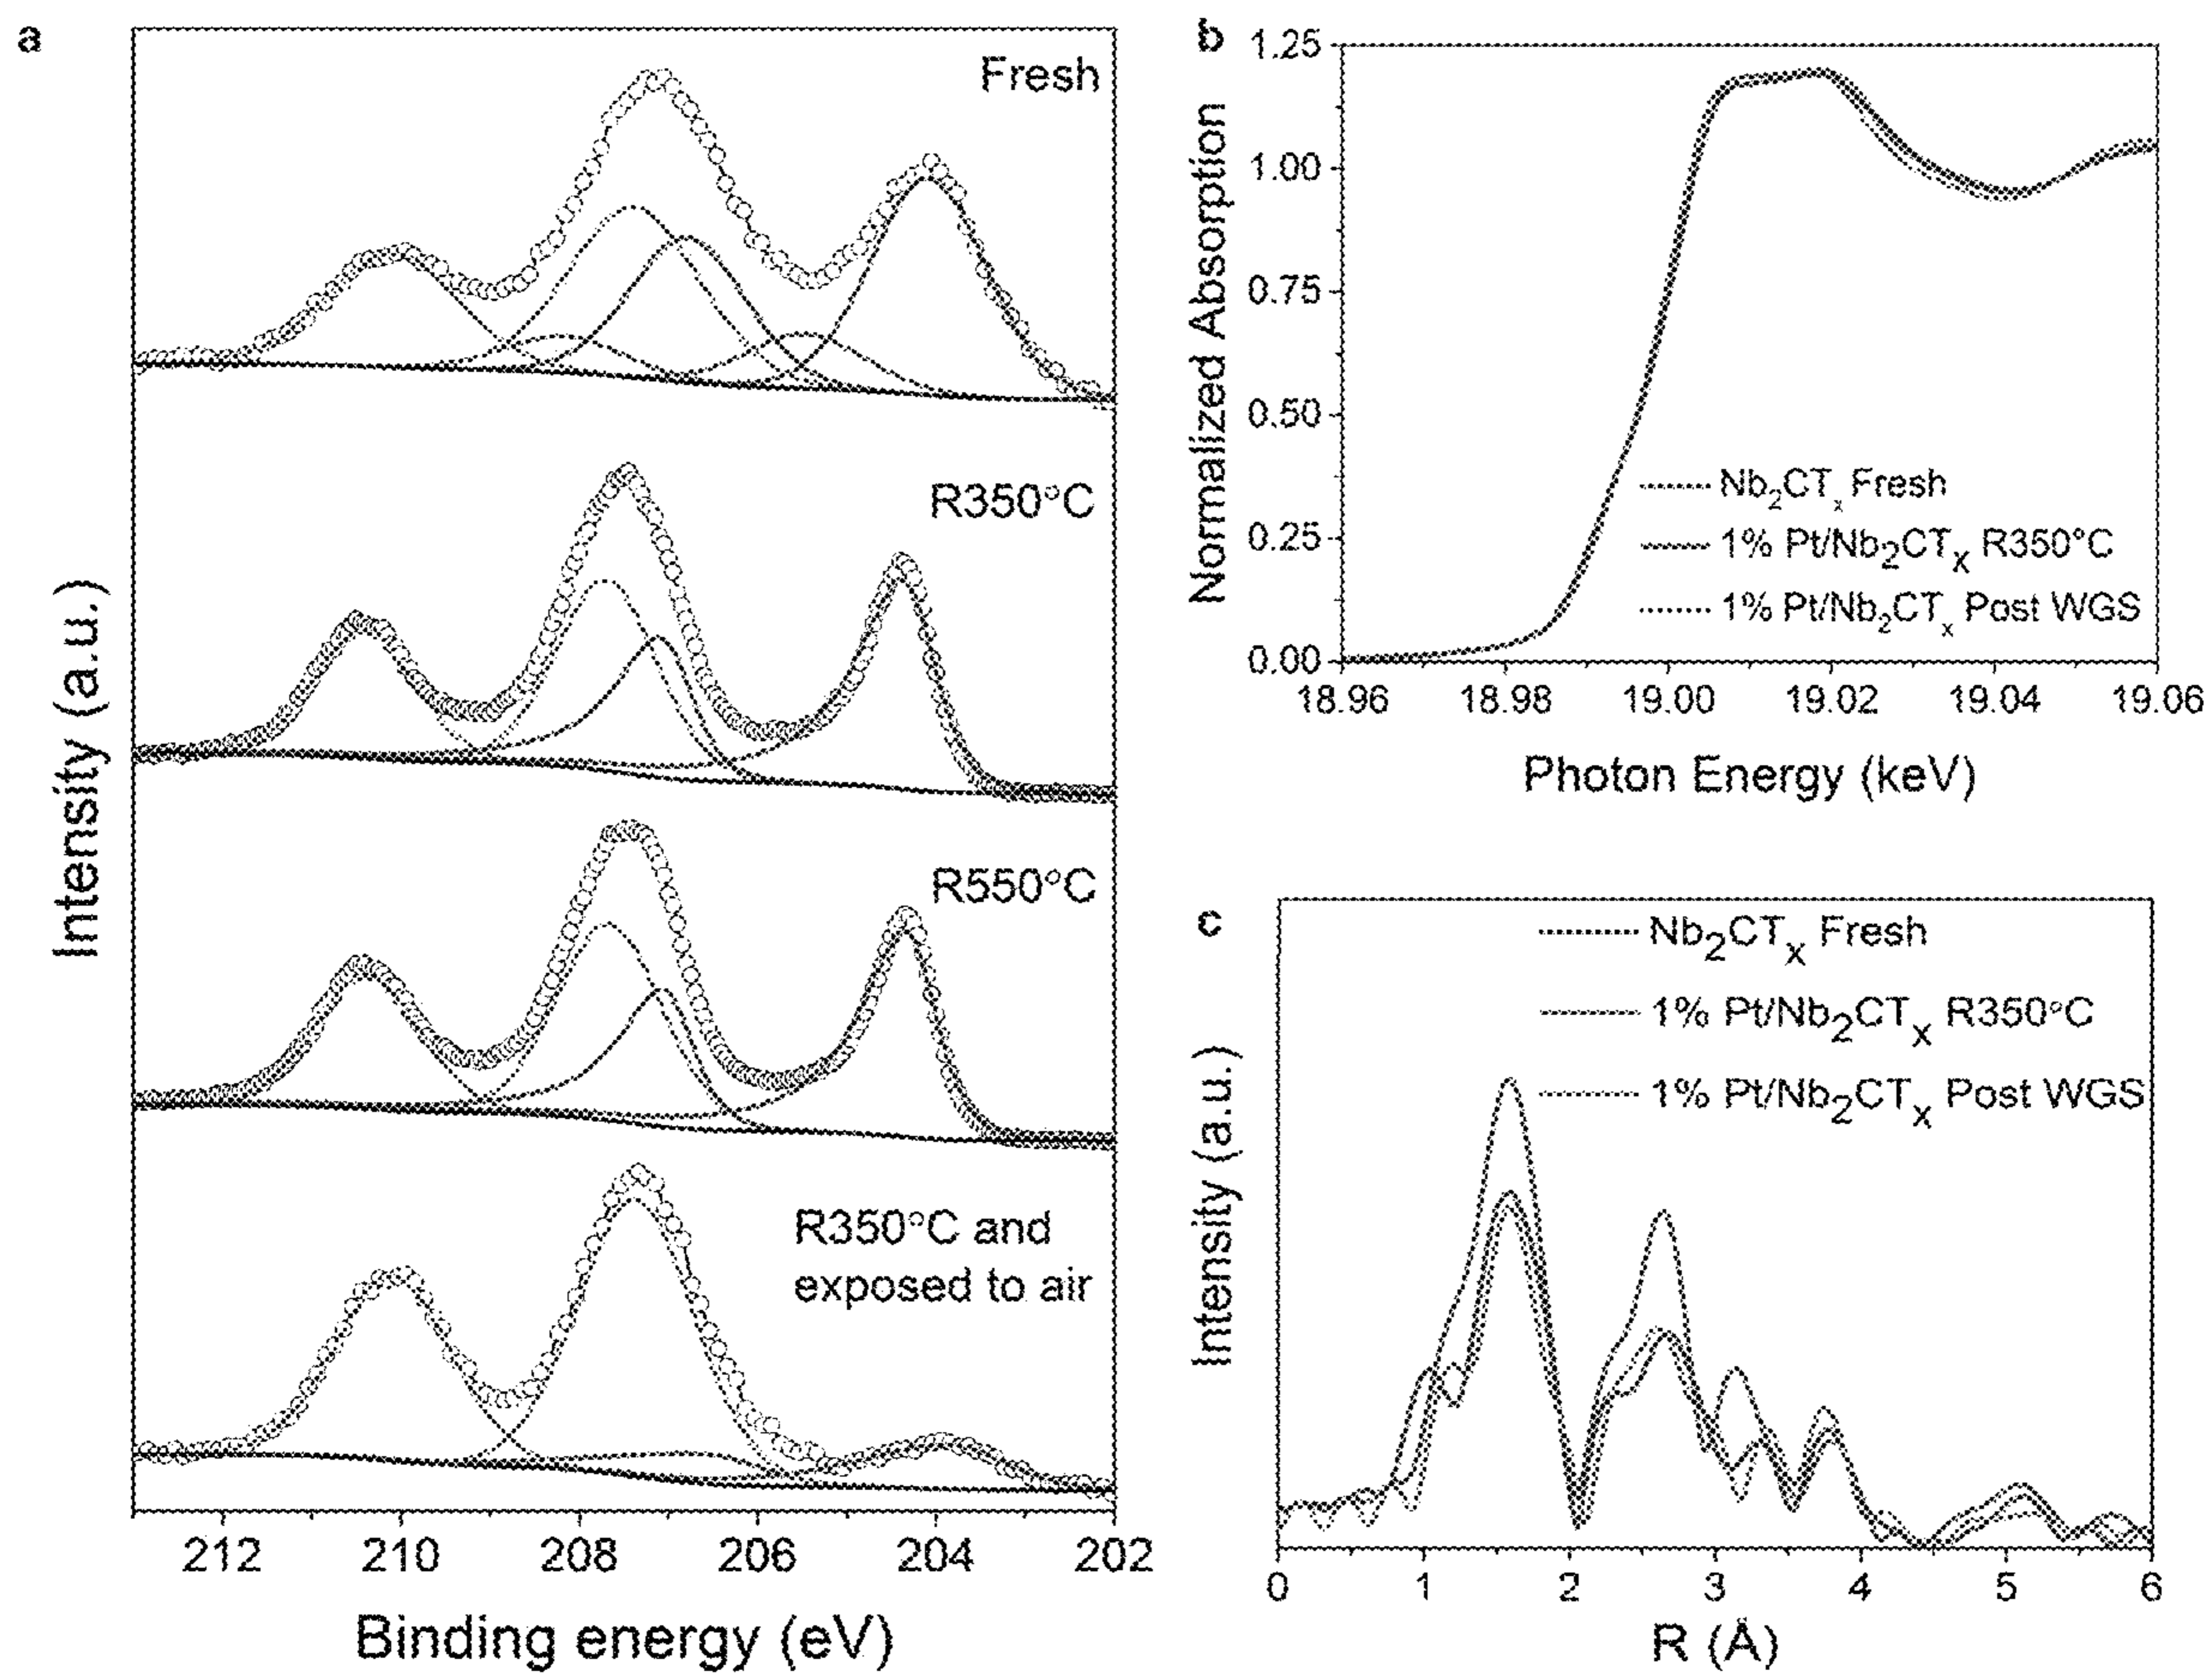 a
Fresh
R350°C
R550°C
R350°C and
exposed to air
Intensity (a.u.)
212 210 208 206 204 202
Binding energy (eV)
b
1.25
1.00
0.75
0.50
0.25
0.00
Normalized Absorption
Nb₂CTₓ Fresh
1% Pt/Nb₂CTₓ R350°C
1% Pt/Nb₂CTₓ Post WGS
18.96 18.98 19.00 19.02 19.04 19.06
Photon Energy (keV)
c
Nb₂CTₓ Fresh
1% Pt/Nb₂CTₓ R350°C
1% Pt/Nb₂CTₓ Post WGS
Intensity (a.u.)
0 1 2 3 4 5 6
R (Å)